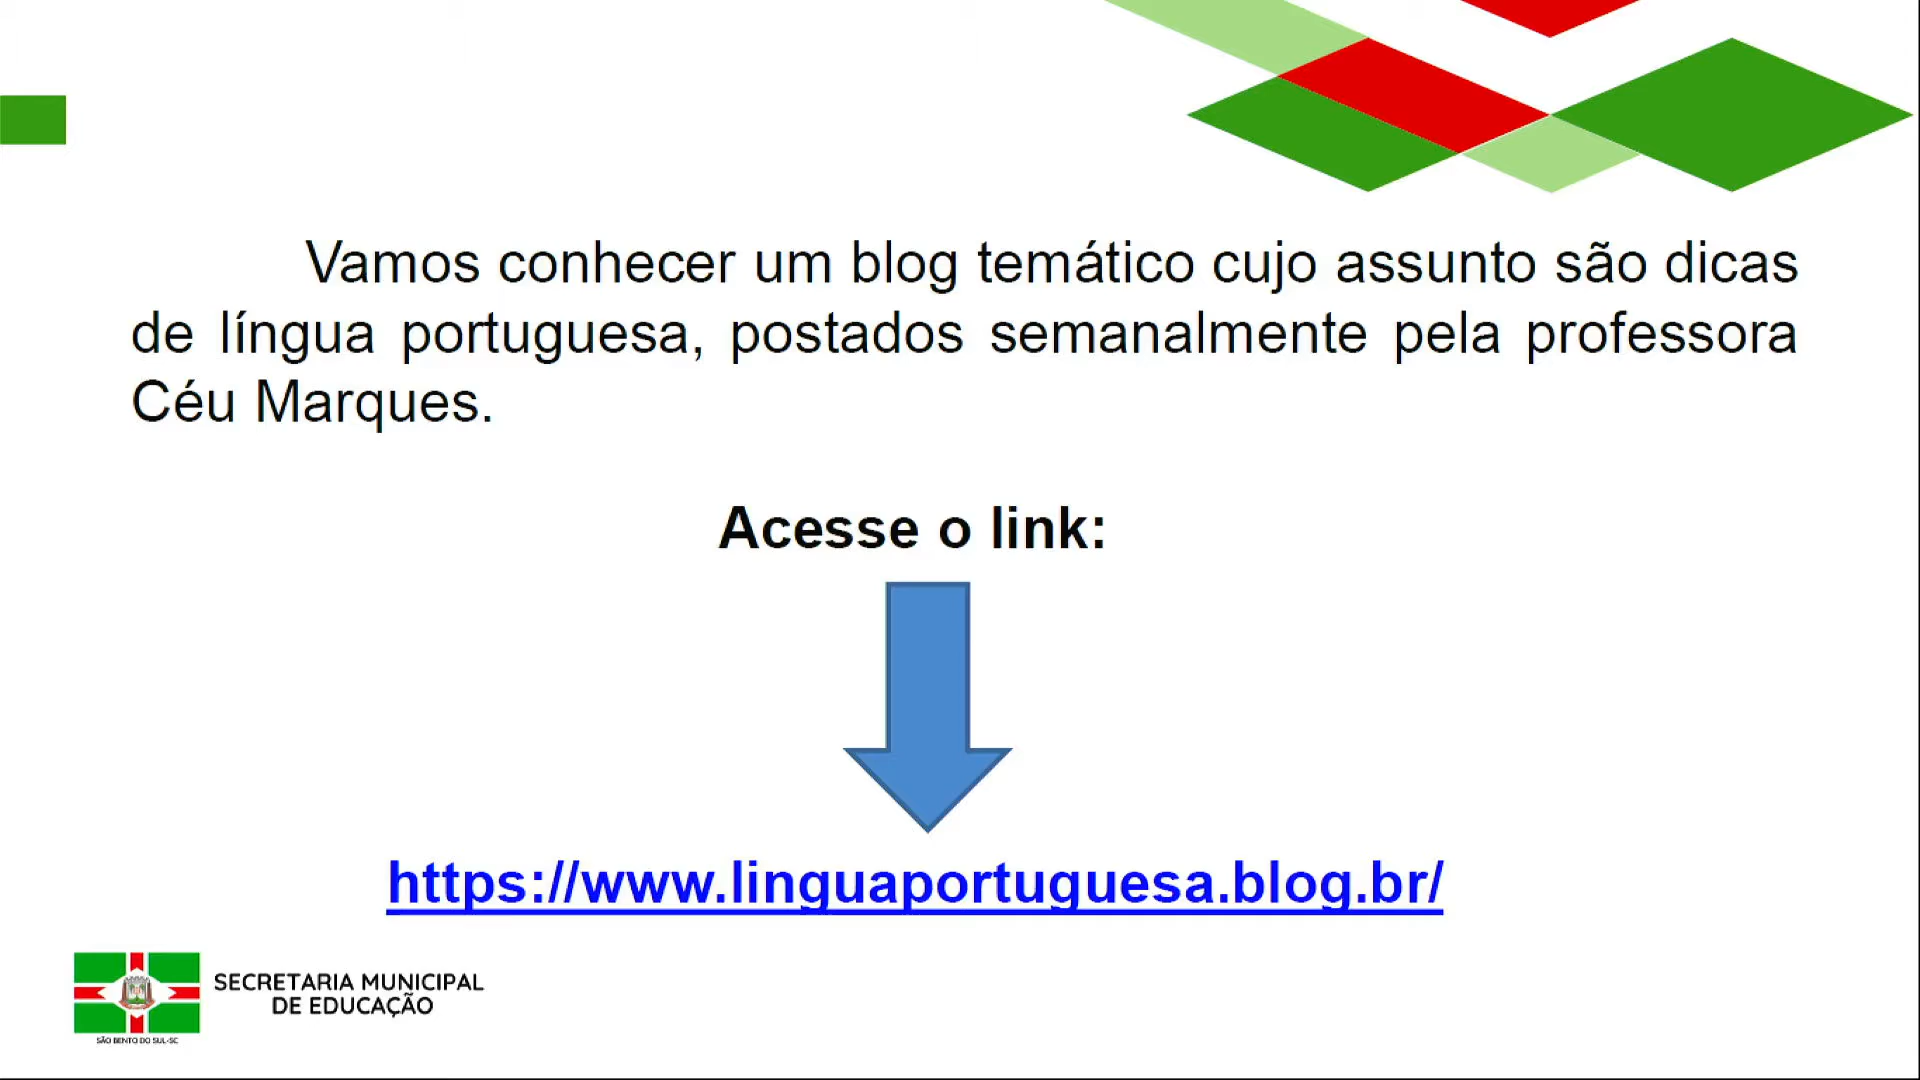 Vamos conhecer um blog temático cujo assunto são dicas
de língua portuguesa, postados semanalmente pela professora
Céu Marques.
Acesse o link:
https://www.linguaportuguesa.blog.br/
SECRETARIA MUNICIPAL
DE EDUCAÇÃO
SÃO BENTO DO SUL-SC